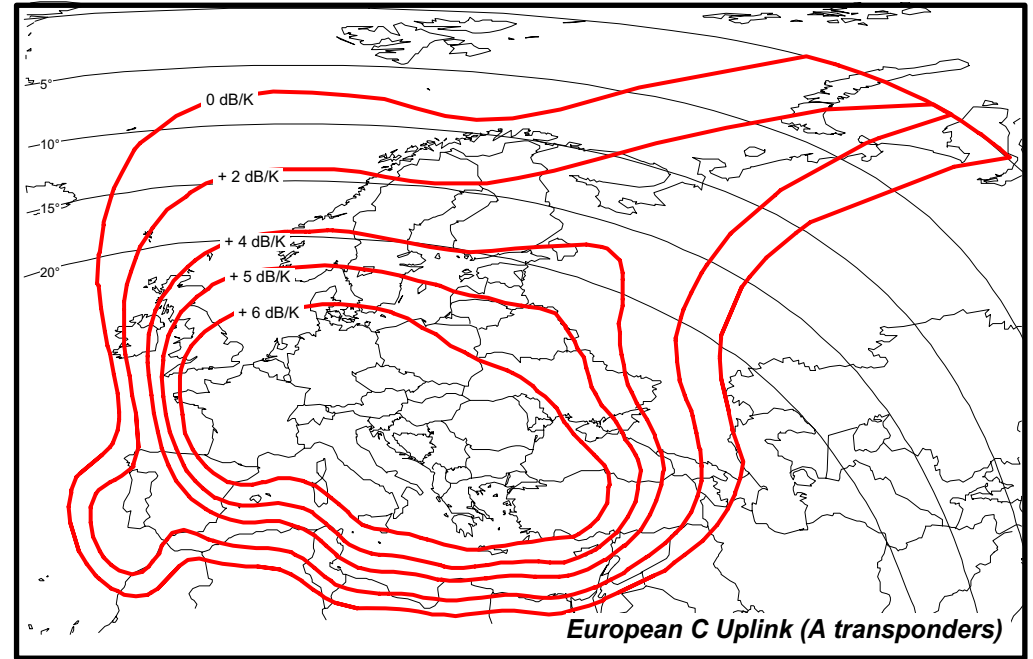 5°
0 dB/K
10°
+ 2 dB/K
15°
+ 4 dB/K
20°
+ 5 dB/K
+ 6 dB/K
European C Uplink (A transponders)